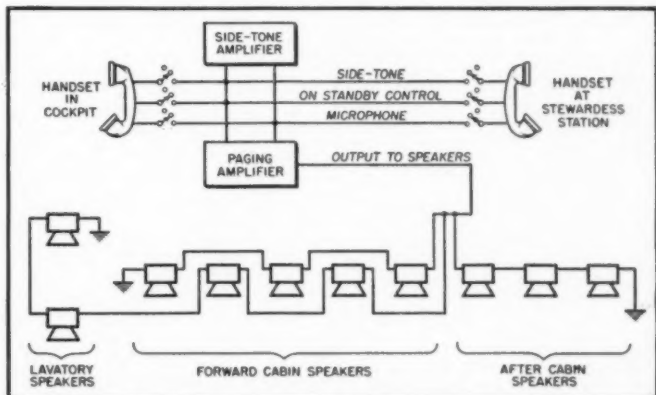 SIDE-TONE
AMPLIFIER
HANDSET
IN
COCKPIT
SIDE-TONE
ON STANDBY CONTROL
MICROPHONE
HANDSET
AT
STEWARDESS
STATION
PAGING
AMPLIFIER
OUTPUT TO SPEAKERS
LAVATORY
SPEAKERS
FORWARD CABIN SPEAKERS
AFTER CABIN
SPEAKERS